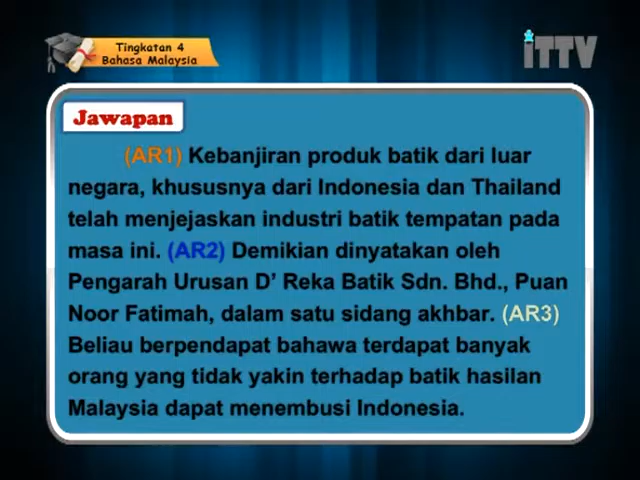 Tingkatan 4
Bahasa Malaysia
iTTV
Jawapan
(AR1) Kebanjiran produk batik dari luar
negara, khususnya dari Indonesia dan Thailand
telah menjejaskan industri batik tempatan pada
masa ini. (AR2) Demikian dinyatakan oleh
Pengarah Urusan D’ Reka Batik Sdn. Bhd., Puan
Noor Fatimah, dalam satu sidang akhbar. (AR3)
Beliau berpendapat bahawa terdapat banyak
orang yang tidak yakin terhadap batik hasilan
Malaysia dapat menembusi Indonesia.